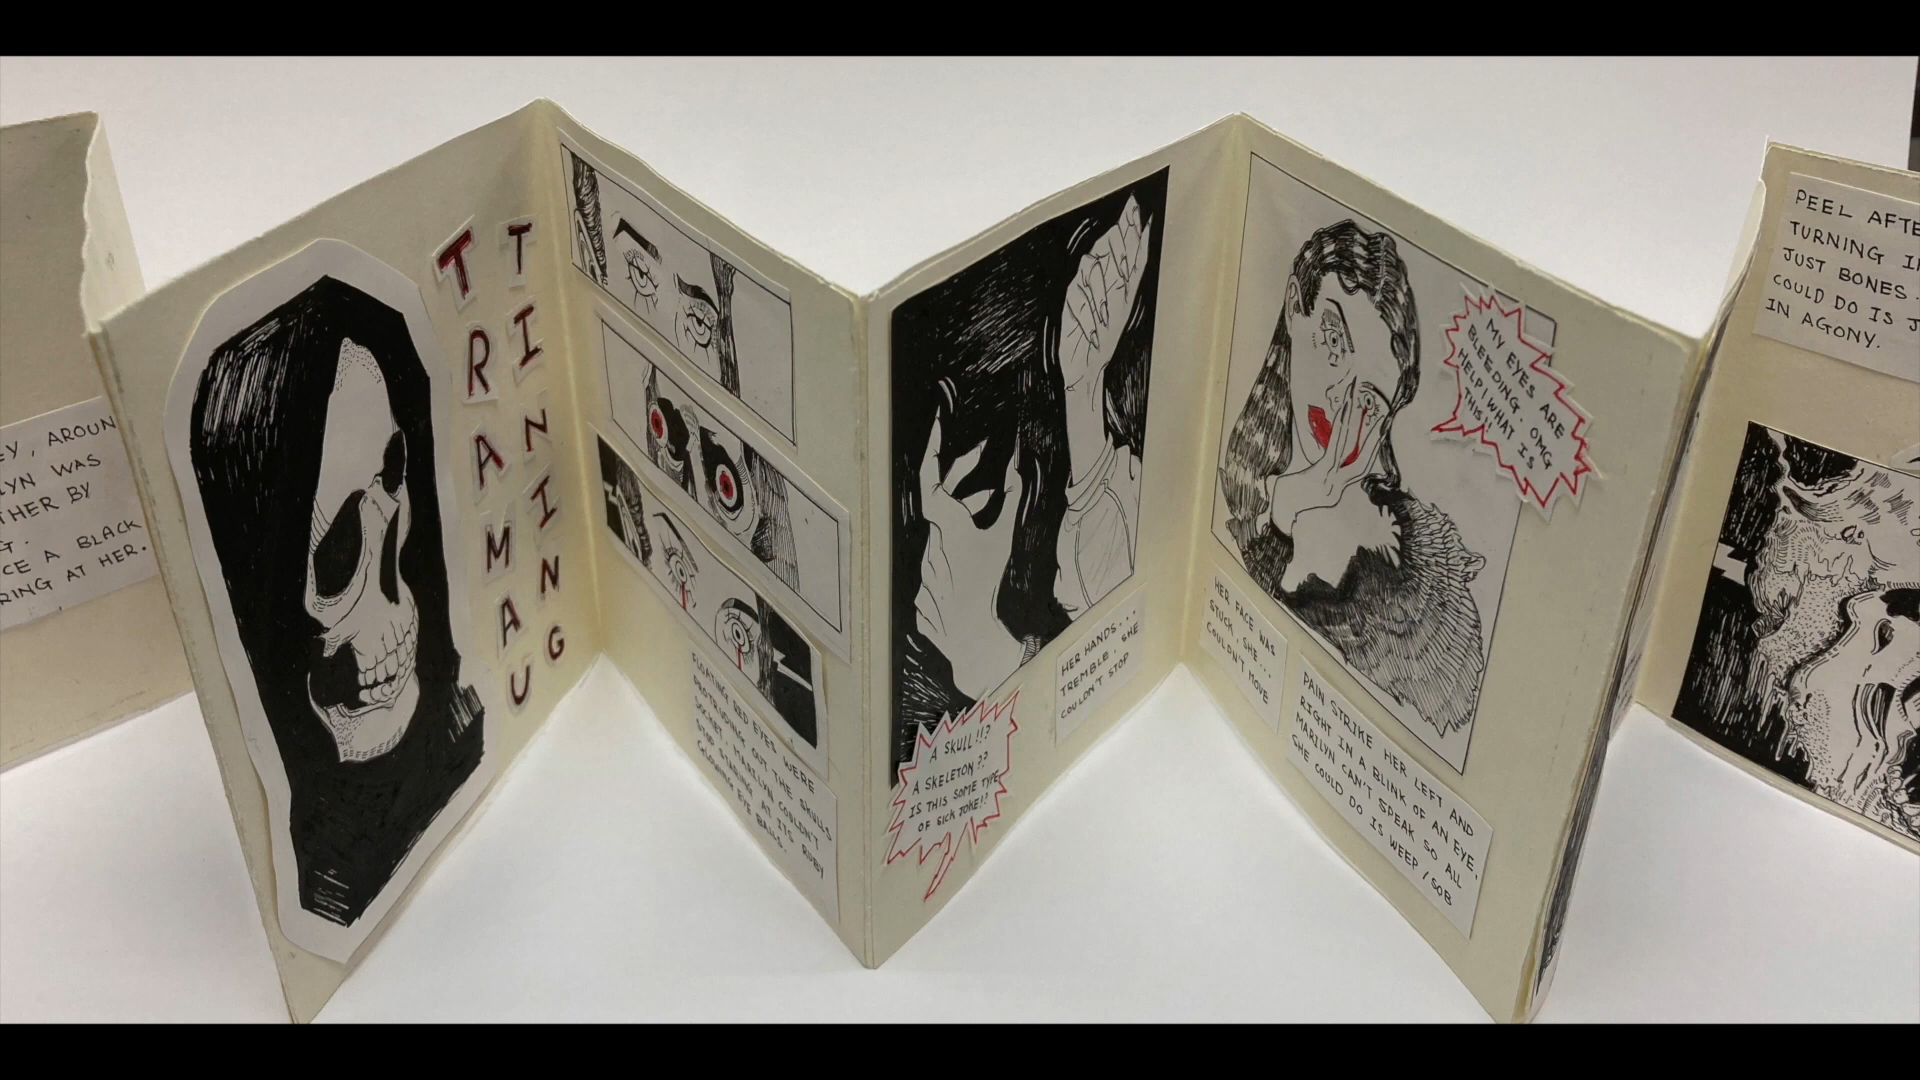 EY, AROUN
LYN WAS
THER BY
G.
CE A BLACK
RING AT HER.
TRAMAU
TINING
FLOATING RED EYES WERE
PROTRUDING OUT THE SKULLS
SOCKET. MARILYN COULDN'T
STOP STARING AT ITS RUBY
GLOWING EYE BALLS.
A SKULL!!?
A SKELETON??
IS THIS SOME TYPE
OF SICK JOKE!?
HER HANDS...
TREMBLE. SHE
COULDN'T STOP
MY EYES ARE
BLEEDING. OMG
HELP! WHAT IS
THIS!!
HER FACE WAS
STUCK. SHE...
COULDN'T MOVE
PAIN STRIKE HER LEFT AND
RIGHT IN A BLINK OF AN EYE.
MARILYN CAN'T SPEAK SO ALL
SHE COULD DO IS WEEP / SOB
PEEL AFTE
TURNING I
JUST BONES.
COULD DO IS J
IN AGONY.